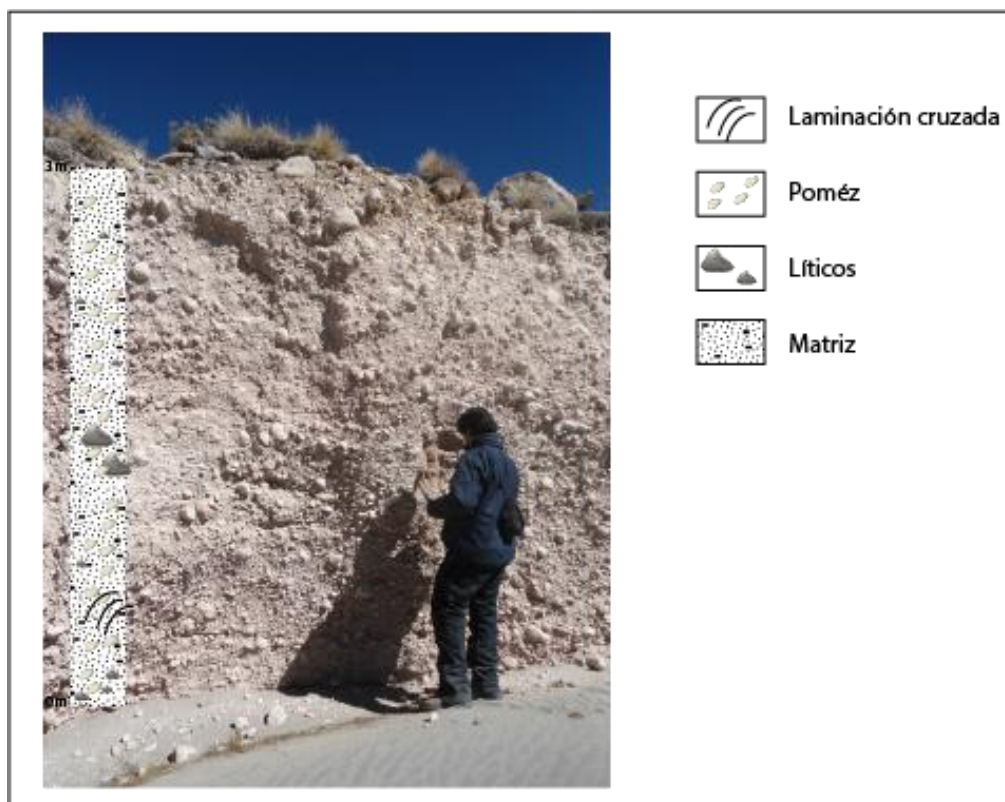 3m
0m
Laminación cruzada
Poméz
Líticos
Matriz